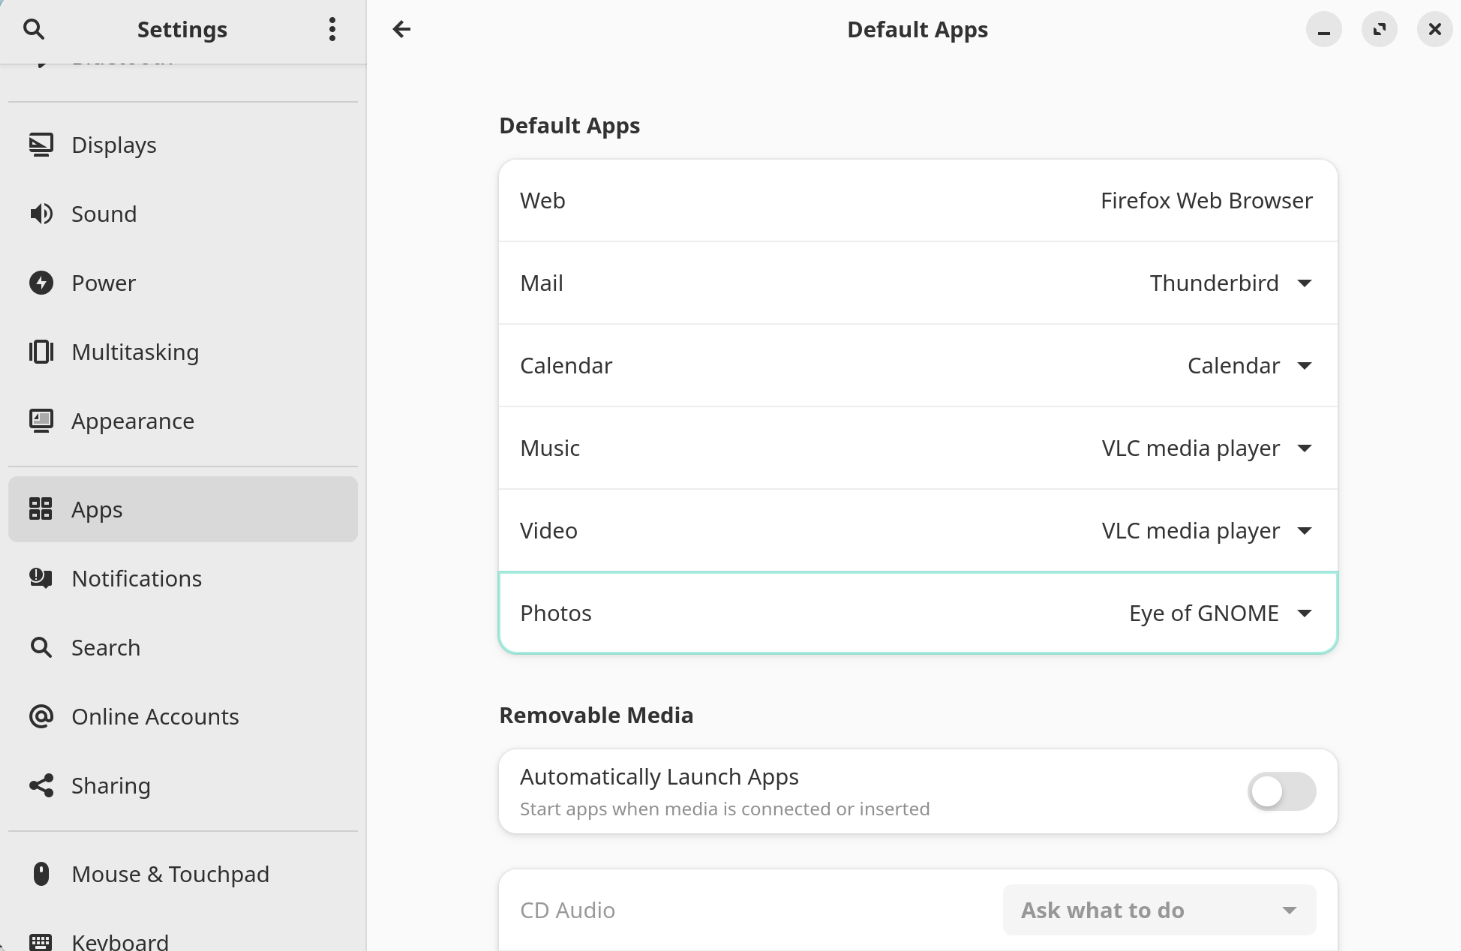 Settings
Bluetooth
Displays
Sound
Power
Multitasking
Appearance
Apps
Notifications
Search
Online Accounts
Sharing
Mouse & Touchpad
Keyboard
Default Apps
Default Apps
Web Firefox Web Browser
Mail Thunderbird
Calendar Calendar
Music VLC media player
Video VLC media player
Photos Eye of GNOME
Removable Media
Automatically Launch Apps
Start apps when media is connected or inserted
CD Audio Ask what to do